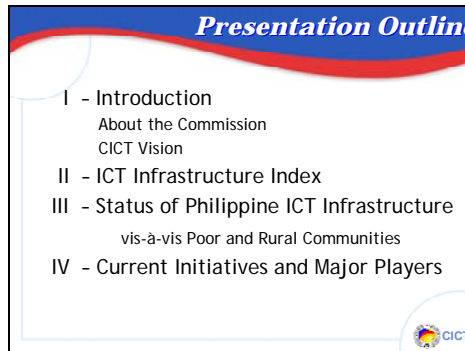 Presentation Outlin
I - Introduction
About the Commission
CICT Vision
II - ICT Infrastructure Index
III - Status of Philippine ICT Infrastructure
vis-à-vis Poor and Rural Communities
IV - Current Initiatives and Major Players
CICT